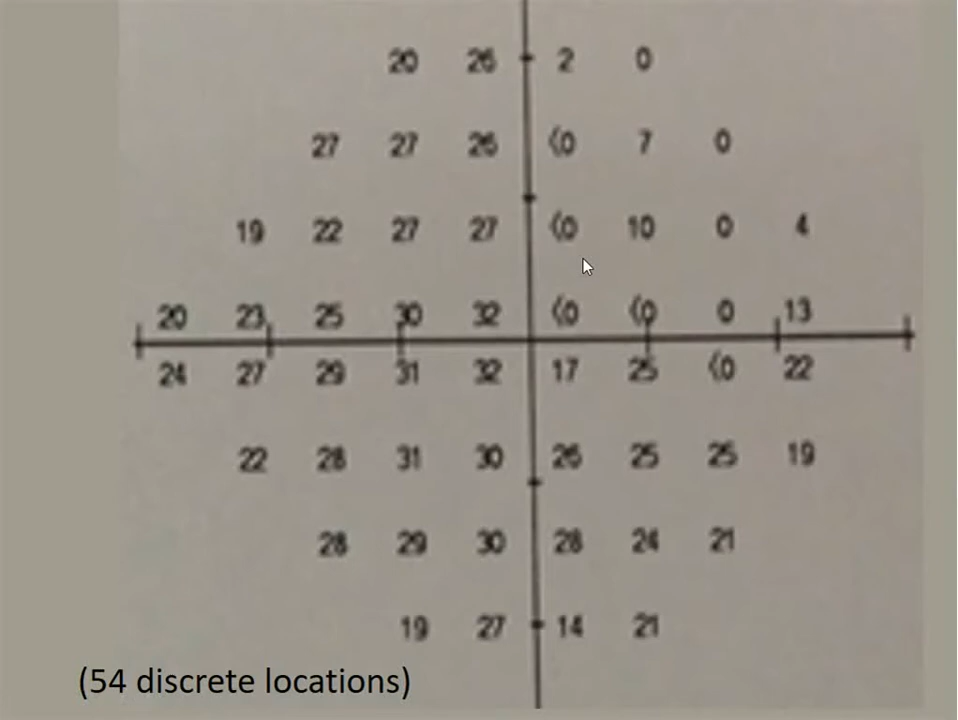 20 26 2 0
27 27 26 (0 7 0
19 22 27 27 (0 10 0 4
20 23 25 30 32 (0 (0 0 13
24 27 29 31 32 17 25 (0 22
22 28 31 30 26 25 25 19
28 29 30 28 24 21
19 27 14 21
(54 discrete locations)